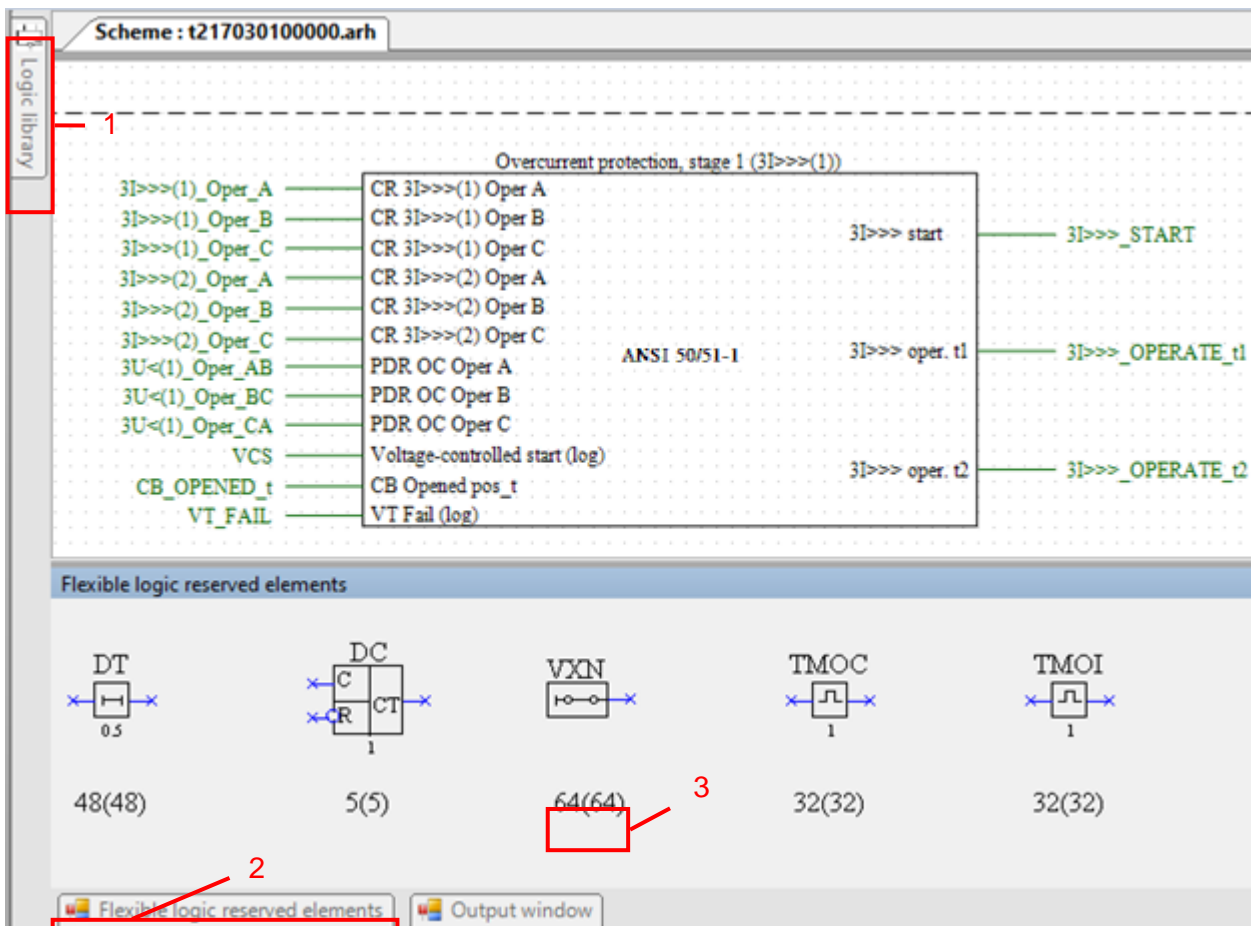 Scheme : t217030100000.arh
Logic library
1
Overcurrent protection, stage 1 (3I>>>(1))
3I>>>(1)_Oper_A CR 3I>>>(1) Oper A
3I>>>(1)_Oper_B CR 3I>>>(1) Oper B
3I>>> start 3I>>>_START
3I>>>(1)_Oper_C CR 3I>>>(1) Oper C
3I>>>(2)_Oper_A CR 3I>>>(2) Oper A
3I>>>(2)_Oper_B CR 3I>>>(2) Oper B
3I>>>(2)_Oper_C CR 3I>>>(2) Oper C
ANSI 50/51-1 3I>>> oper. t1 3I>>>_OPERATE_t1
3U<(1)_Oper_AB PDR OC Oper A
3U<(1)_Oper_BC PDR OC Oper B
3U<(1)_Oper_CA PDR OC Oper C
VCS Voltage-controlled start (log)
3I>>> oper. t2 3I>>>_OPERATE_t2
CB_OPENED_t CB Opened pos_t
VT_FAIL VT Fail (log)
Flexible logic reserved elements
DT DC VXN TMOC TMOI
C
CT
R
0.5 1 1 1
48(48) 5(5) 64(64) 32(32) 32(32)
3
2
Flexible logic reserved elements Output window